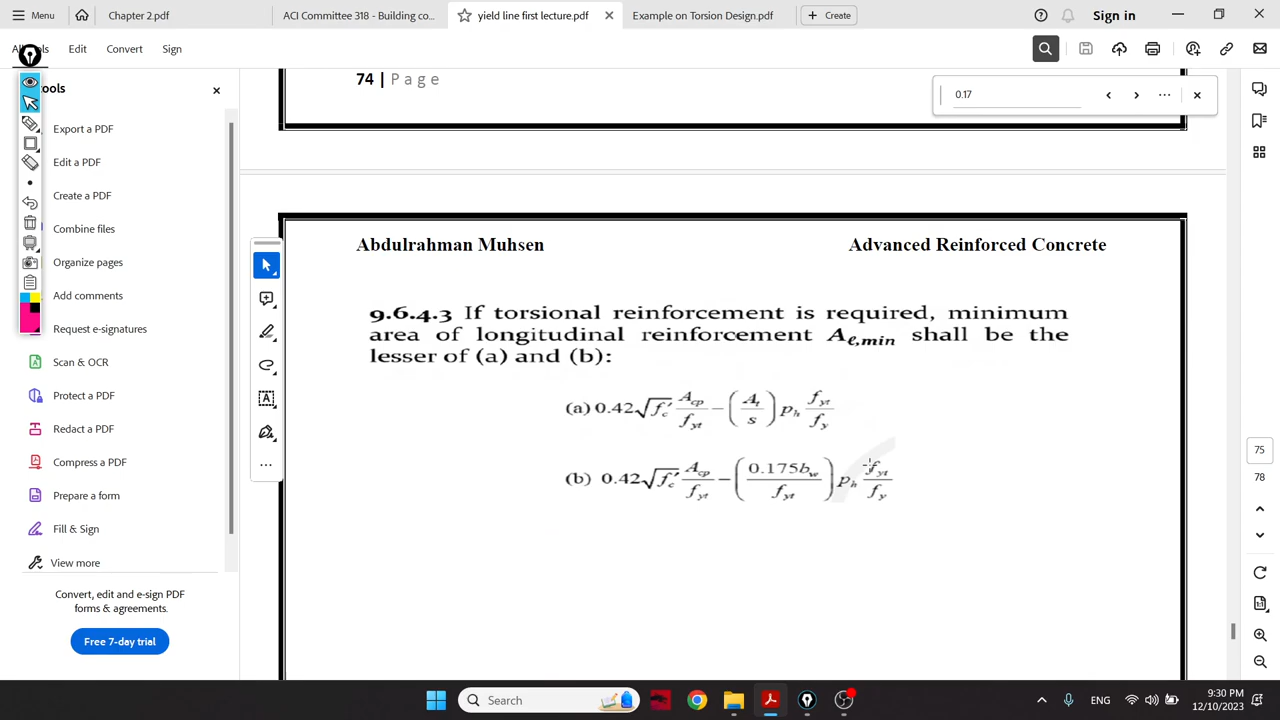 Menu
Chapter 2.pdf
ACI Committee 318 - Building co...
yield line first lecture.pdf
Example on Torsion Design.pdf
+ Create
Sign in
Edit
Convert
Sign
74 | Page
0.17
Export a PDF
Edit a PDF
Create a PDF
Combine files
Organize pages
Add comments
Request e-signatures
Scan & OCR
Protect a PDF
Redact a PDF
Compress a PDF
Prepare a form
Fill & Sign
View more
Convert, edit and e-sign PDF
forms & agreements.
Free 7-day trial
Abdulrahman Muhsen
Advanced Reinforced Concrete
9.6.4.3 If torsional reinforcement is required, minimum
area of longitudinal reinforcement Aℓ,min shall be the
lesser of (a) and (b):
(a) 0.42√fc′ Acp/fyt − (At/s) ph fyt/fy
(b) 0.42√fc′ Acp/fyt − (0.175bw/fyt) ph fyt/fy
75
78
Search
ENG
9:30 PM
12/10/2023